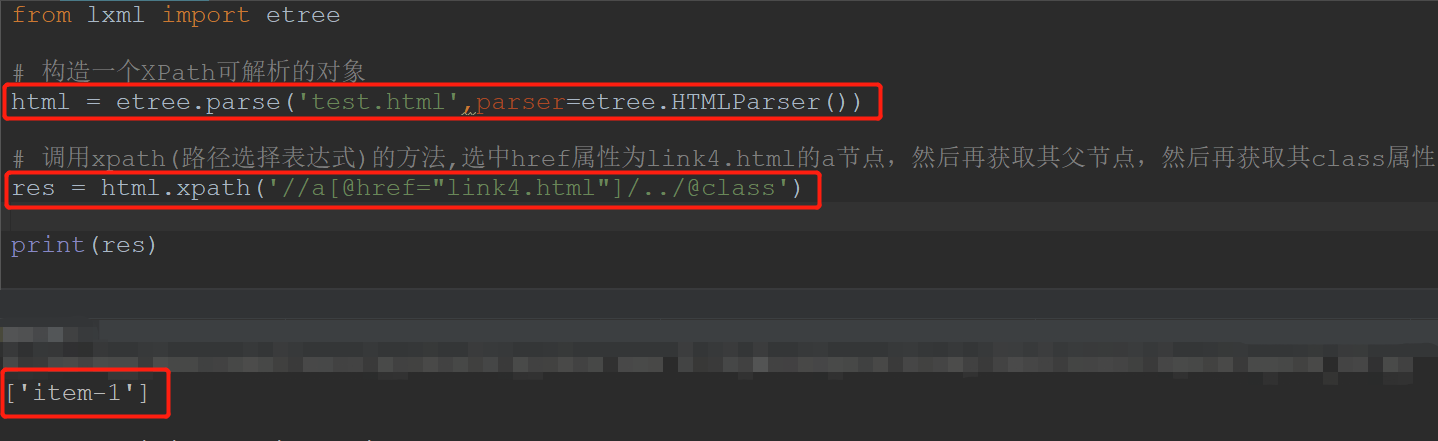 from lxml import etree
# 构造一个XPath可解析的对象
html = etree.parse('test.html',parser=etree.HTMLParser())
# 调用xpath(路径选择表达式)的方法,选中href属性为link4.html的a节点，然后再获取其父节点，然后再获取其class属性
res = html.xpath('//a[@href="link4.html"]/../@class')
print(res)
['item-1']